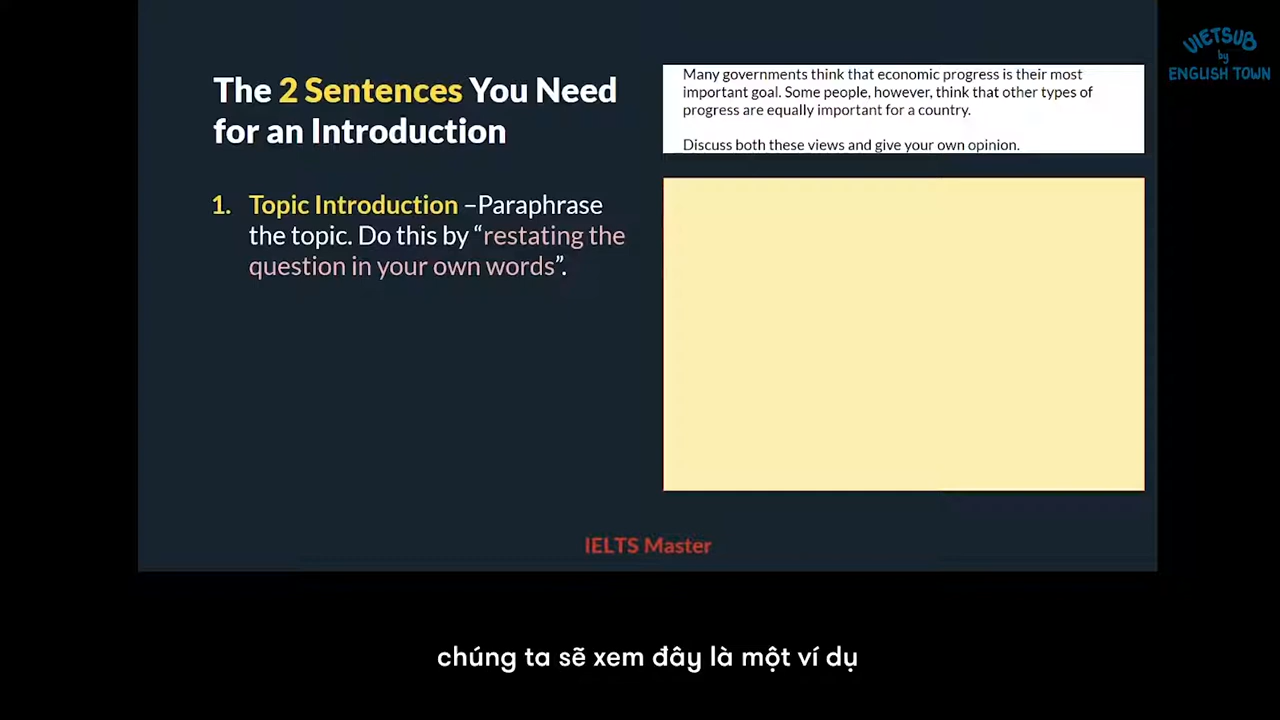 The 2 Sentences You Need
for an Introduction
1. Topic Introduction –Paraphrase
the topic. Do this by “restating the
question in your own words”.
Many governments think that economic progress is their most
important goal. Some people, however, think that other types of
progress are equally important for a country.
Discuss both these views and give your own opinion.
IELTS Master
VIETSUB
by
ENGLISH TOWN
chúng ta sẽ xem đây là một ví dụ